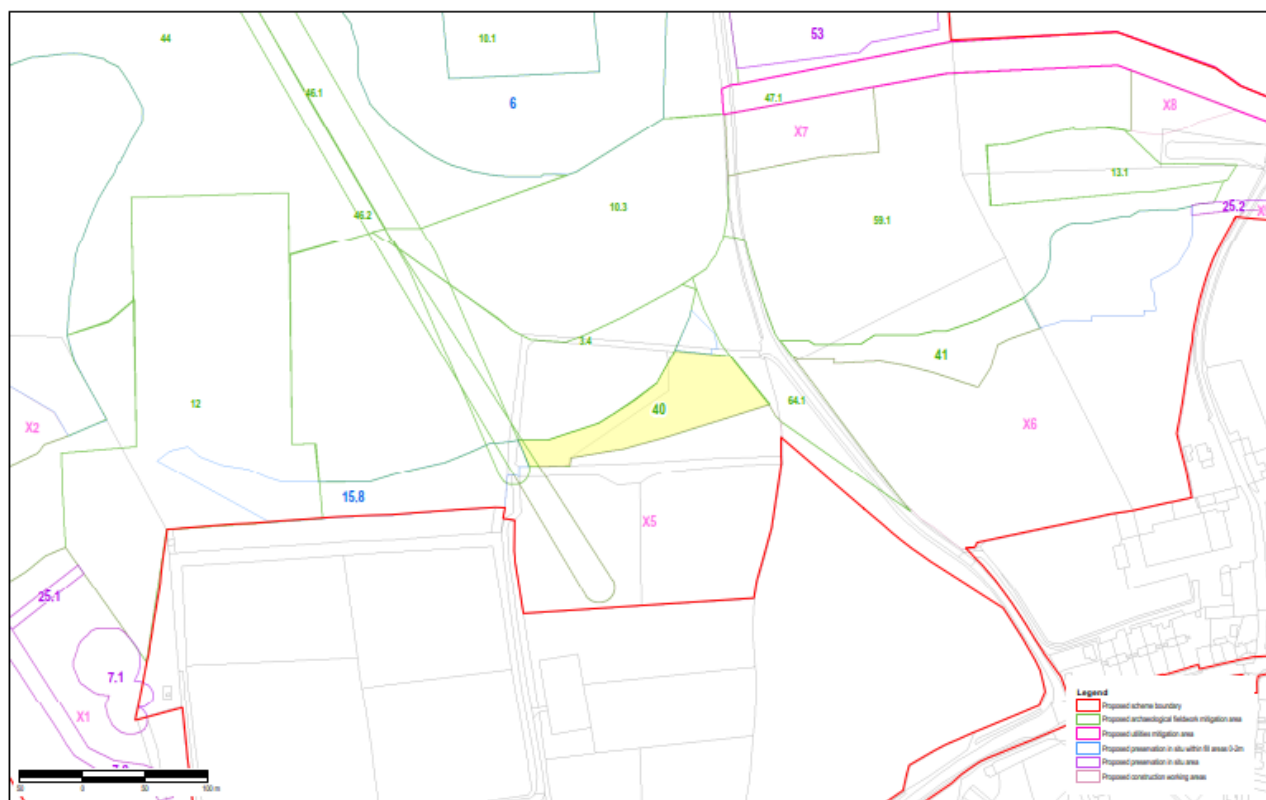 44
10.1
53
46.1
6
47.1
X8
X7
13.1
46.2
10.3
59.1
25.2
3.4
41
12
40
64.1
X2
X6
15.8
X5
25.1
7.1
X1
50 0 50 100 m
Legend
Proposed scheme boundary
Proposed archaeological fieldwork mitigation area
Proposed utilities mitigation area
Proposed preservation in situ within fill areas 0-2m
Proposed preservation in situ area
Proposed construction working areas